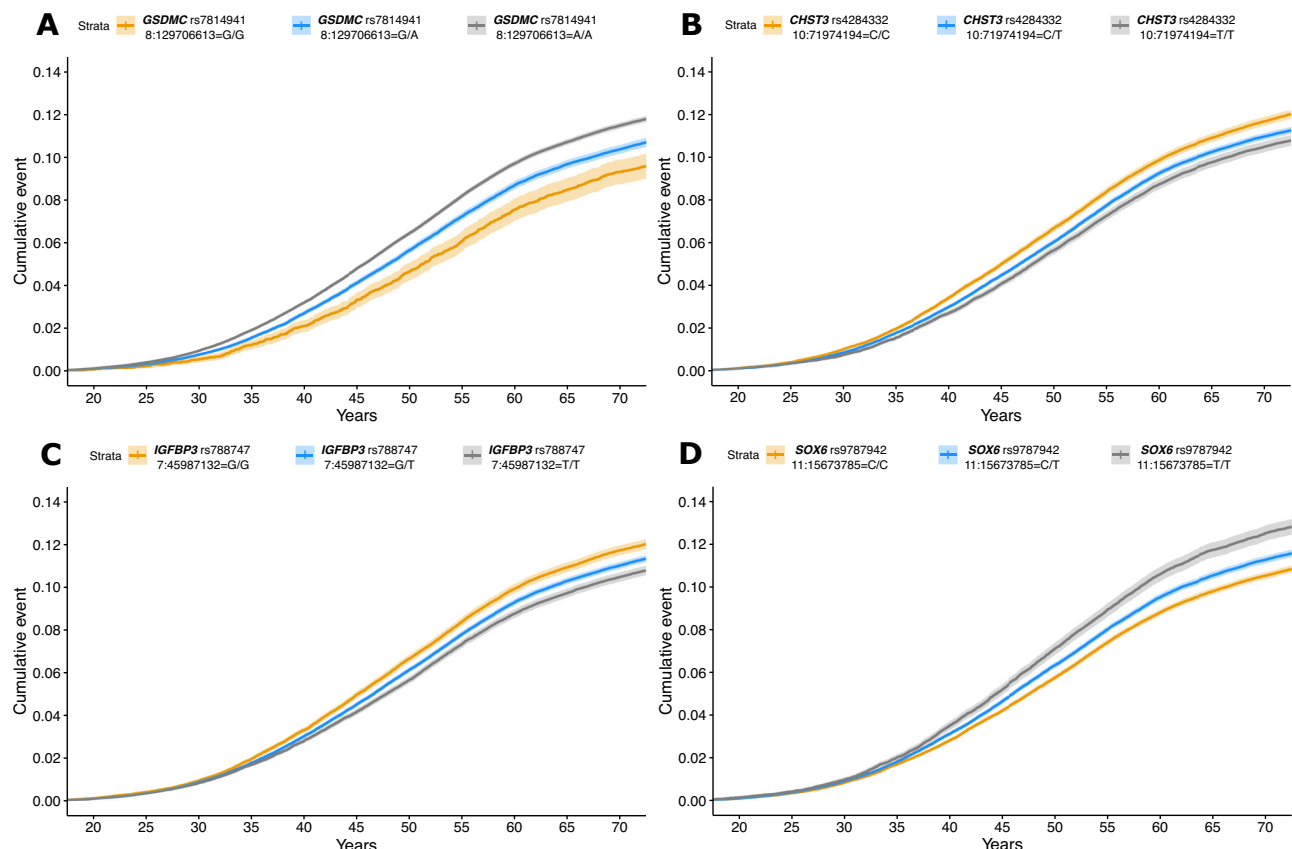 A
Strata
GSDMC rs7814941
8:129706613=G/G
GSDMC rs7814941
8:129706613=G/A
GSDMC rs7814941
8:129706613=A/A
Cumulative event
0.14
0.12
0.10
0.08
0.06
0.04
0.02
0.00
20 25 30 35 40 45 50 55 60 65 70
Years
B
Strata
CHST3 rs4284332
10:71974194=C/C
CHST3 rs4284332
10:71974194=C/T
CHST3 rs4284332
10:71974194=T/T
Cumulative event
0.14
0.12
0.10
0.08
0.06
0.04
0.02
0.00
20 25 30 35 40 45 50 55 60 65 70
Years
C
Strata
IGFBP3 rs788747
7:45987132=G/G
IGFBP3 rs788747
7:45987132=G/T
IGFBP3 rs788747
7:45987132=T/T
Cumulative event
0.14
0.12
0.10
0.08
0.06
0.04
0.02
0.00
20 25 30 35 40 45 50 55 60 65 70
Years
D
Strata
SOX6 rs9787942
11:15673785=C/C
SOX6 rs9787942
11:15673785=C/T
SOX6 rs9787942
11:15673785=T/T
Cumulative event
0.14
0.12
0.10
0.08
0.06
0.04
0.02
0.00
20 25 30 35 40 45 50 55 60 65 70
Years